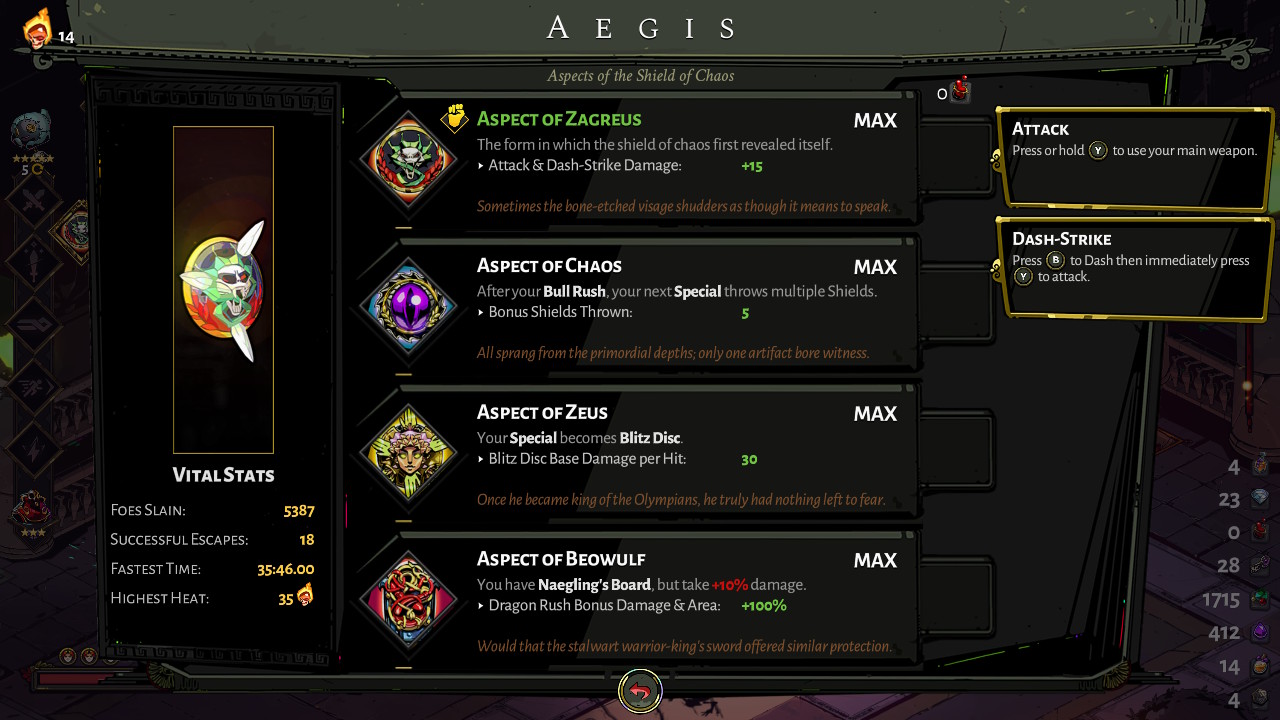 14
AEGIS
Aspects of the Shield of Chaos
0
ASPECT OF ZAGREUS
MAX
The form in which the shield of chaos first revealed itself.
‣ Attack & Dash-Strike Damage: +15
Sometimes the bone-etched visage shudders as though it means to speak.
ASPECT OF CHAOS
MAX
After your Bull Rush, your next Special throws multiple Shields.
‣ Bonus Shields Thrown: 5
All sprang from the primordial depths; only one artifact bore witness.
ASPECT OF ZEUS
MAX
Your Special becomes Blitz Disc.
‣ Blitz Disc Base Damage per Hit: 30
Once he became king of the Olympians, he truly had nothing left to fear.
ASPECT OF BEOWULF
MAX
You have Naegling's Board, but take +10% damage.
‣ Dragon Rush Bonus Damage & Area: +100%
Would that the stalwart warrior-king's sword offered similar protection.
ATTACK
Press or hold Y to use your main weapon.
DASH-STRIKE
Press B to Dash then immediately press
Y to attack.
VITAL STATS
FOES SLAIN: 5387
SUCCESSFUL ESCAPES: 18
FASTEST TIME: 35:46.00
HIGHEST HEAT: 35
5
4
23
0
28
1715
412
14
4